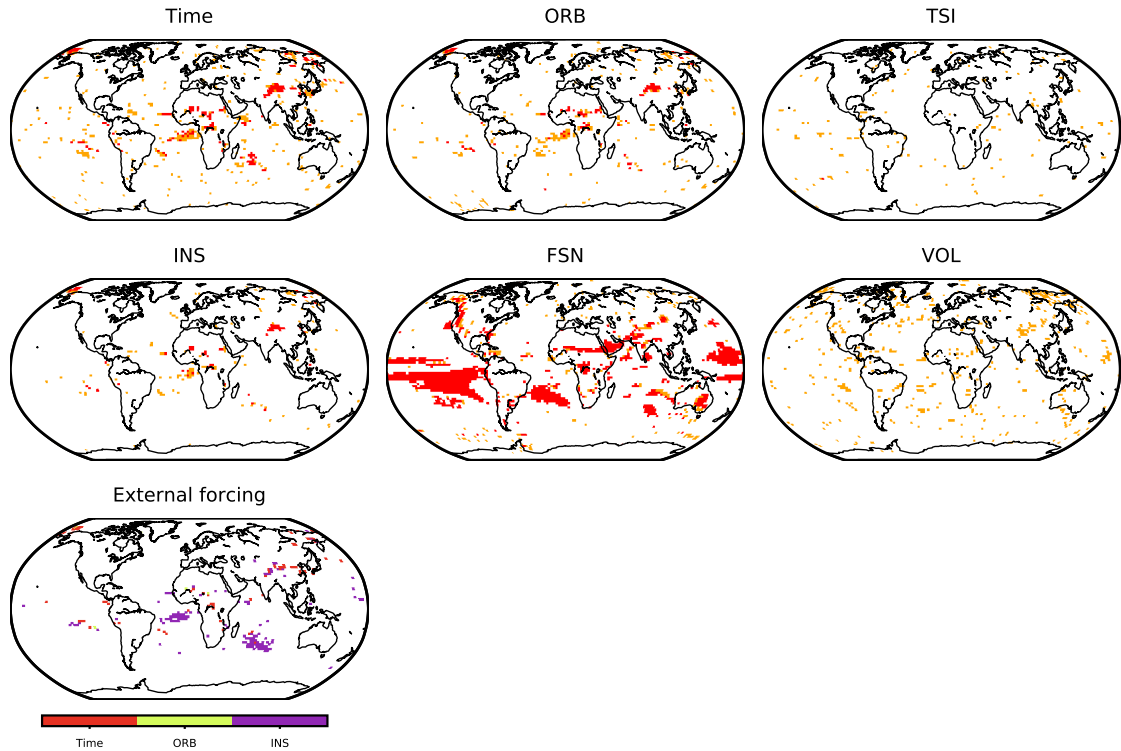 Time
ORB
TSI
INS
FSN
VOL
External forcing
Time
ORB
INS